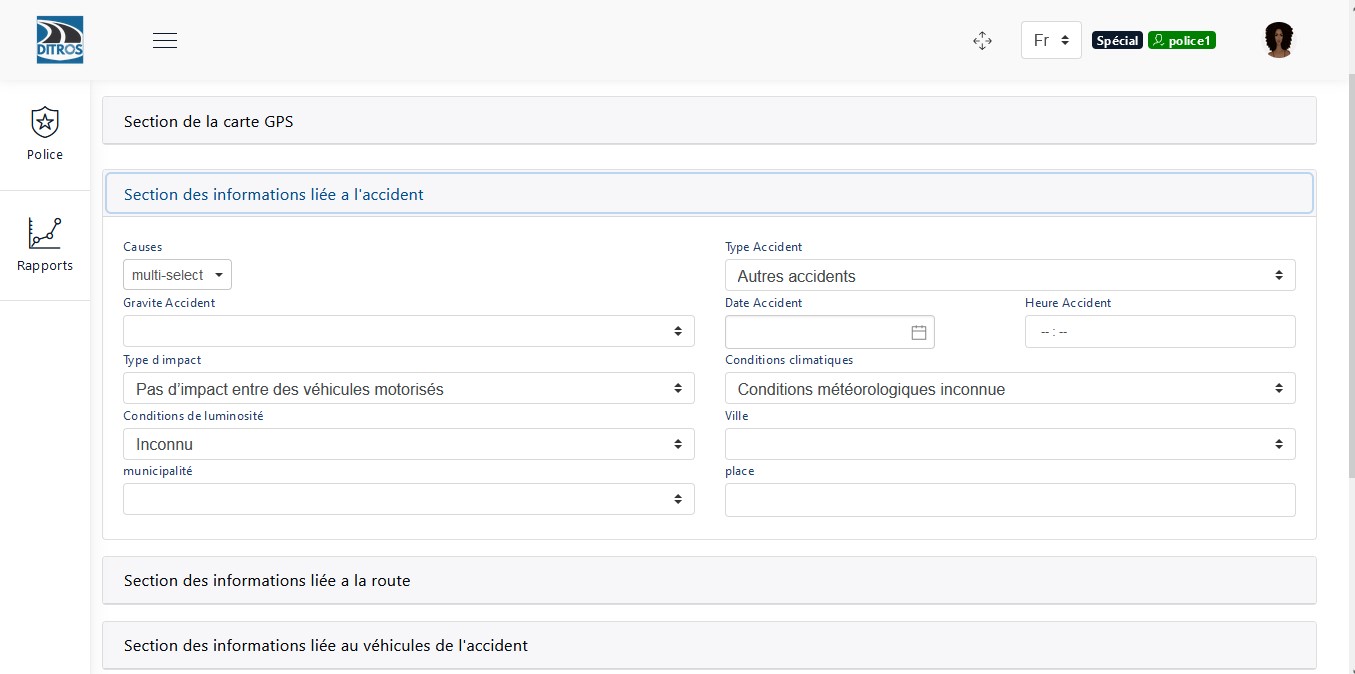 DITROS
Fr
Spécial
police1
Police
Rapports
Section de la carte GPS
Section des informations liée a l'accident
Causes
multi-select
Type Accident
Autres accidents
Gravite Accident
Date Accident
Heure Accident
-- : --
Type d impact
Pas d’impact entre des véhicules motorisés
Conditions climatiques
Conditions météorologiques inconnue
Conditions de luminosité
Inconnu
Ville
municipalité
place
Section des informations liée a la route
Section des informations liée au véhicules de l'accident